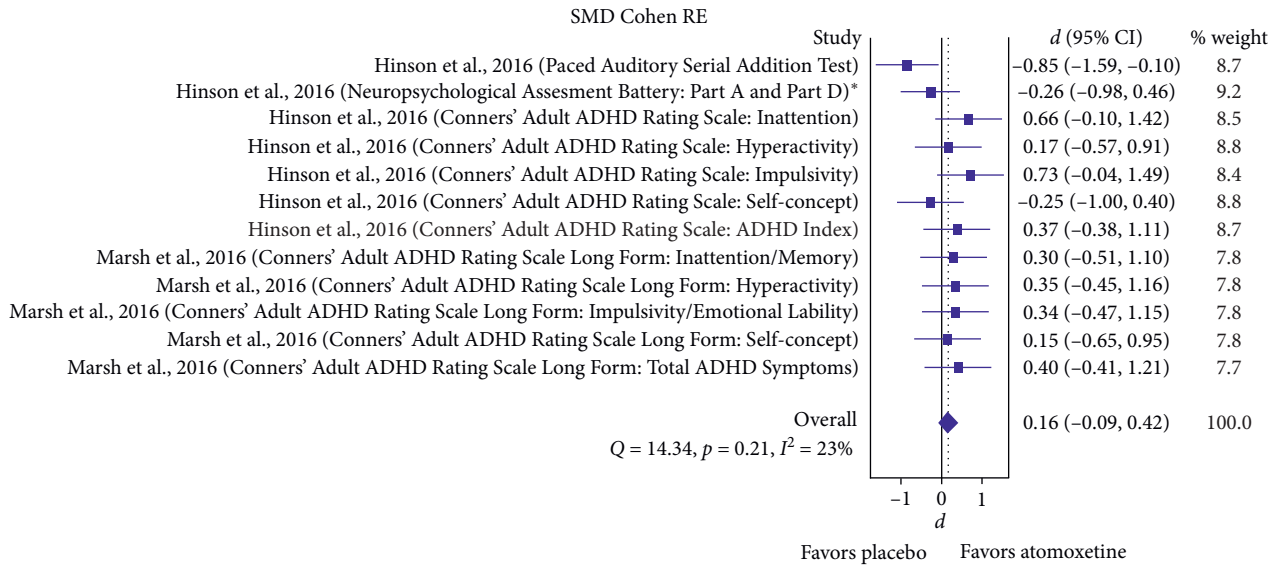 SMD Cohen RE
Study d (95% CI) % weight
Hinson et al., 2016 (Paced Auditory Serial Addition Test) −0.85 (−1.59, −0.10) 8.7
Hinson et al., 2016 (Neuropsychological Assesment Battery: Part A and Part D)* −0.26 (−0.98, 0.46) 9.2
Hinson et al., 2016 (Conners’ Adult ADHD Rating Scale: Inattention) 0.66 (−0.10, 1.42) 8.5
Hinson et al., 2016 (Conners’ Adult ADHD Rating Scale: Hyperactivity) 0.17 (−0.57, 0.91) 8.8
Hinson et al., 2016 (Conners’ Adult ADHD Rating Scale: Impulsivity) 0.73 (−0.04, 1.49) 8.4
Hinson et al., 2016 (Conners’ Adult ADHD Rating Scale: Self-concept) −0.25 (−1.00, 0.40) 8.8
Hinson et al., 2016 (Conners’ Adult ADHD Rating Scale: ADHD Index) 0.37 (−0.38, 1.11) 8.7
Marsh et al., 2016 (Conners’ Adult ADHD Rating Scale Long Form: Inattention/Memory) 0.30 (−0.51, 1.10) 7.8
Marsh et al., 2016 (Conners’ Adult ADHD Rating Scale Long Form: Hyperactivity) 0.35 (−0.45, 1.16) 7.8
Marsh et al., 2016 (Conners’ Adult ADHD Rating Scale Long Form: Impulsivity/Emotional Lability) 0.34 (−0.47, 1.15) 7.8
Marsh et al., 2016 (Conners’ Adult ADHD Rating Scale Long Form: Self-concept) 0.15 (−0.65, 0.95) 7.8
Marsh et al., 2016 (Conners’ Adult ADHD Rating Scale Long Form: Total ADHD Symptoms) 0.40 (−0.41, 1.21) 7.7
Overall 0.16 (−0.09, 0.42) 100.0
Q = 14.34, p = 0.21, I² = 23%
−1 0 1
d
Favors placebo Favors atomoxetine